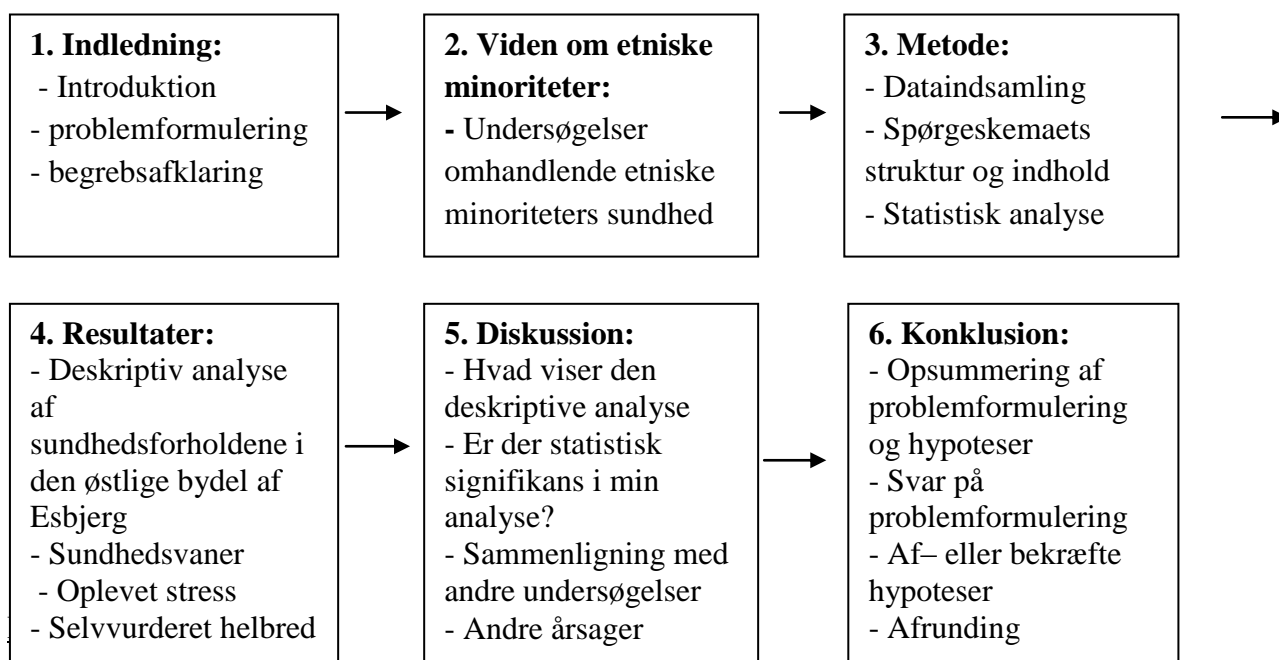 1. Indledning:
- Introduktion
- problemformulering
- begrebsafklaring
2. Viden om etniske
minoriteter:
- Undersøgelser
omhandlende etniske
minoriteters sundhed
3. Metode:
- Dataindsamling
- Spørgeskemaets
struktur og indhold
- Statistisk analyse
4. Resultater:
- Deskriptiv analyse
af
sundhedsforholdene i
den østlige bydel af
Esbjerg
- Sundhedsvaner
- Oplevet stress
- Selvvurderet helbred
5. Diskussion:
- Hvad viser den
deskriptive analyse
- Er der statistisk
signifikans i min
analyse?
- Sammenligning med
andre undersøgelser
- Andre årsager
6. Konklusion:
- Opsummering af
problemformulering
og hypoteser
- Svar på
problemformulering
- Af– eller bekræfte
hypoteser
- Afrunding